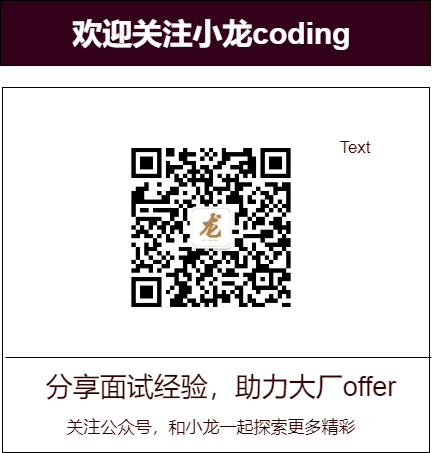 欢迎关注小龙coding
Text
龙
分享面试经验，助力大厂offer
关注公众号，和小龙一起探索更多精彩